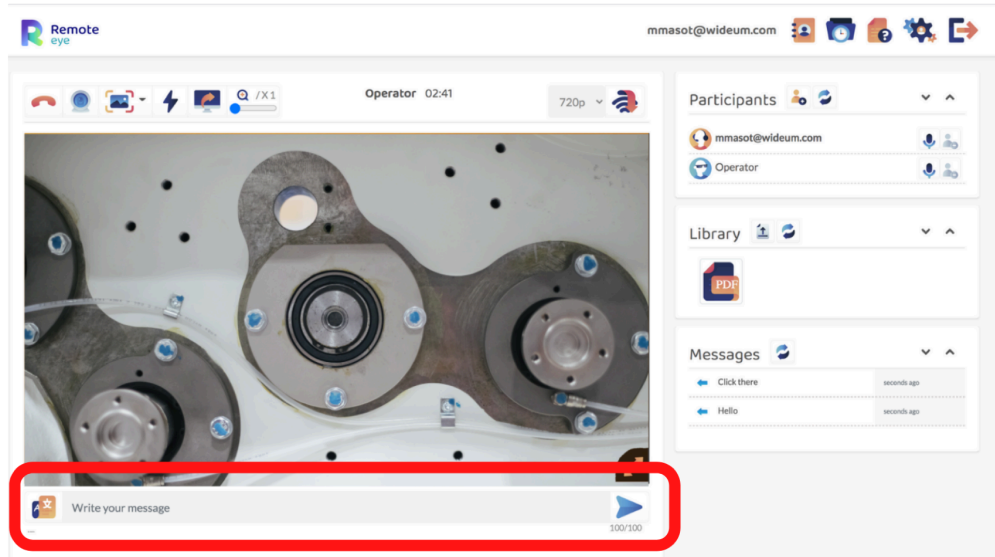 Remote
eye
mmasot@wideum.com
/X1
Operator 02:41
720p
Participants
mmasot@wideum.com
Operator
Library
PDF
Messages
Click there seconds ago
Hello seconds ago
A 文
Write your message
100/100